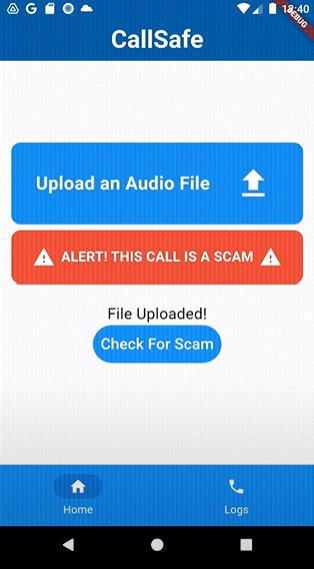 18:40
DEBUG
CallSafe
Upload an Audio File
ALERT! THIS CALL IS A SCAM
File Uploaded!
Check For Scam
Home
Logs